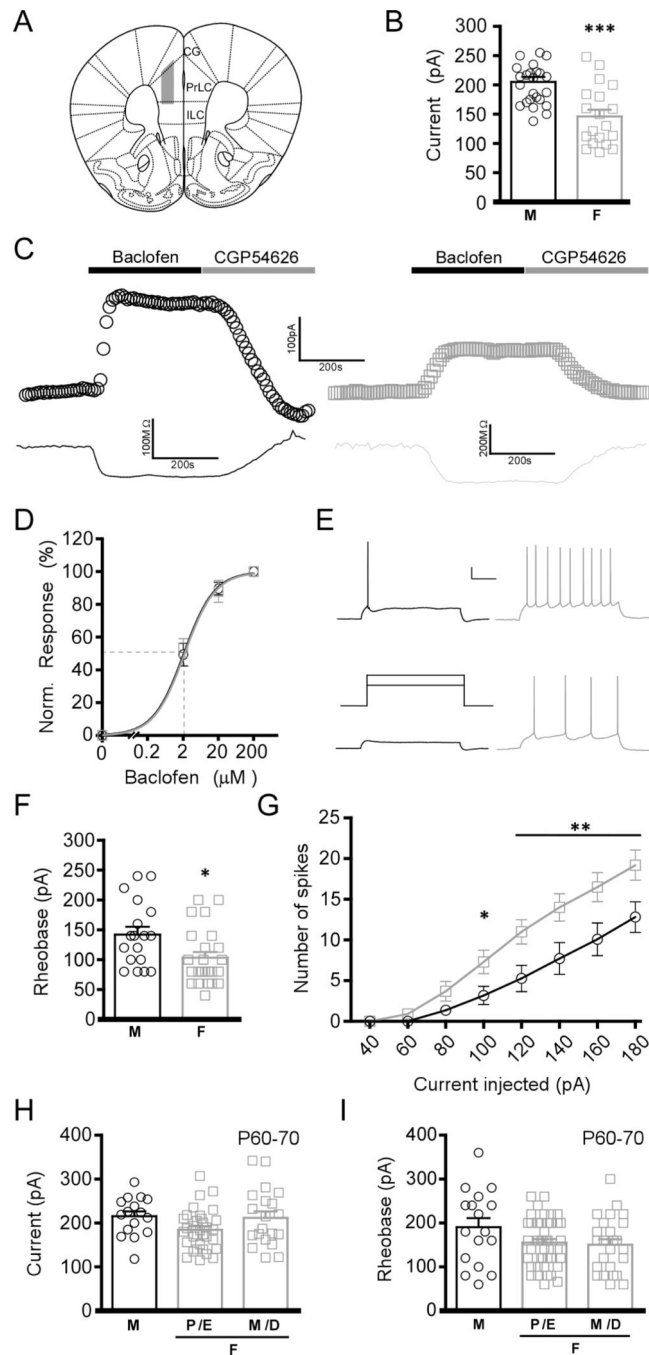 A
CG
PrLC
ILC
B
Current (pA)
300
250
200
150
100
50
0
***
M F
C
Baclofen CGP54626
100pA
200s
100M Ω
200s
Baclofen CGP54626
200M Ω
200s
D
Norm. Response (%)
120
100
80
60
40
20
0
0 0.2 2 20 200
Baclofen (μM )
E
F
Rheobase (pA)
300
250
200
150
100
50
0
*
M F
G
Number of spikes
25
20
15
10
5
0
*
**
40 60 80 100 120 140 160 180
Current injected (pA)
H
P60-70
Current (pA)
400
300
200
100
0
M P/E M/D
F
I
P60-70
Rheobase (pA)
400
300
200
100
0
M P/E M/D
F